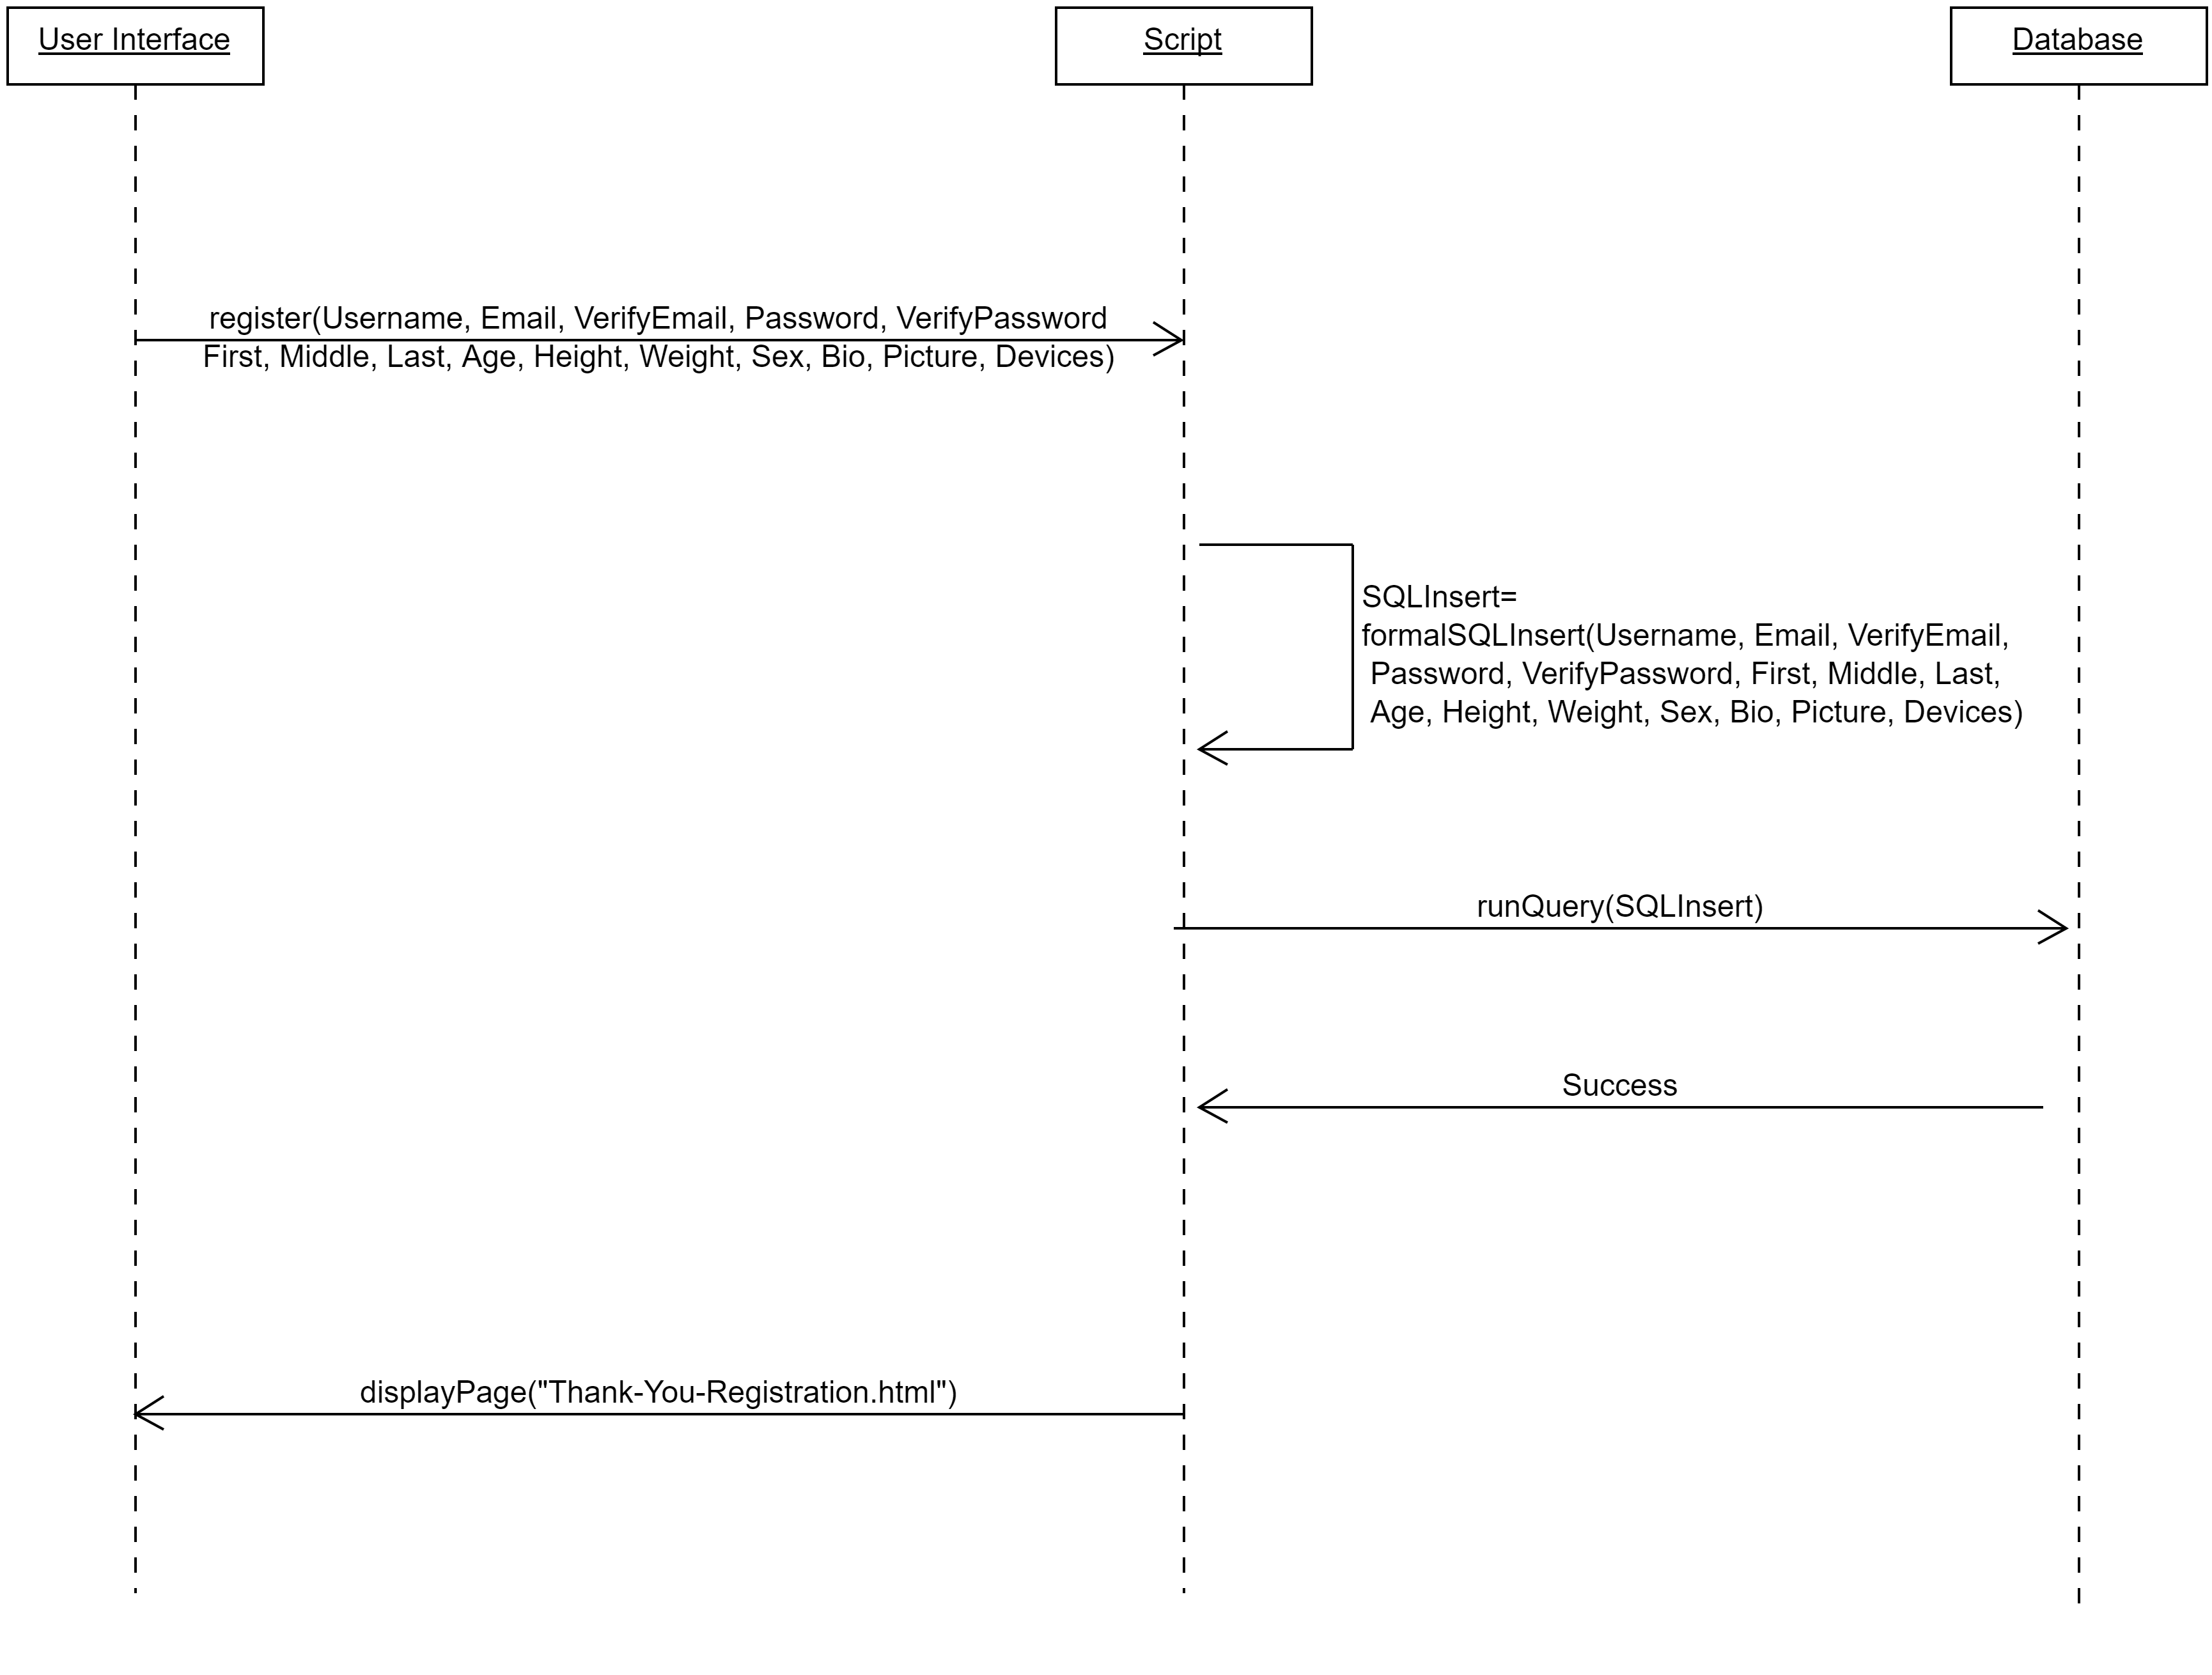 User Interface
Script
Database
register(Username, Email, VerifyEmail, Password, VerifyPassword
First, Middle, Last, Age, Height, Weight, Sex, Bio, Picture, Devices)
SQLInsert=
formalSQLInsert(Username, Email, VerifyEmail,
Password, VerifyPassword, First, Middle, Last,
Age, Height, Weight, Sex, Bio, Picture, Devices)
runQuery(SQLInsert)
Success
displayPage("Thank-You-Registration.html")